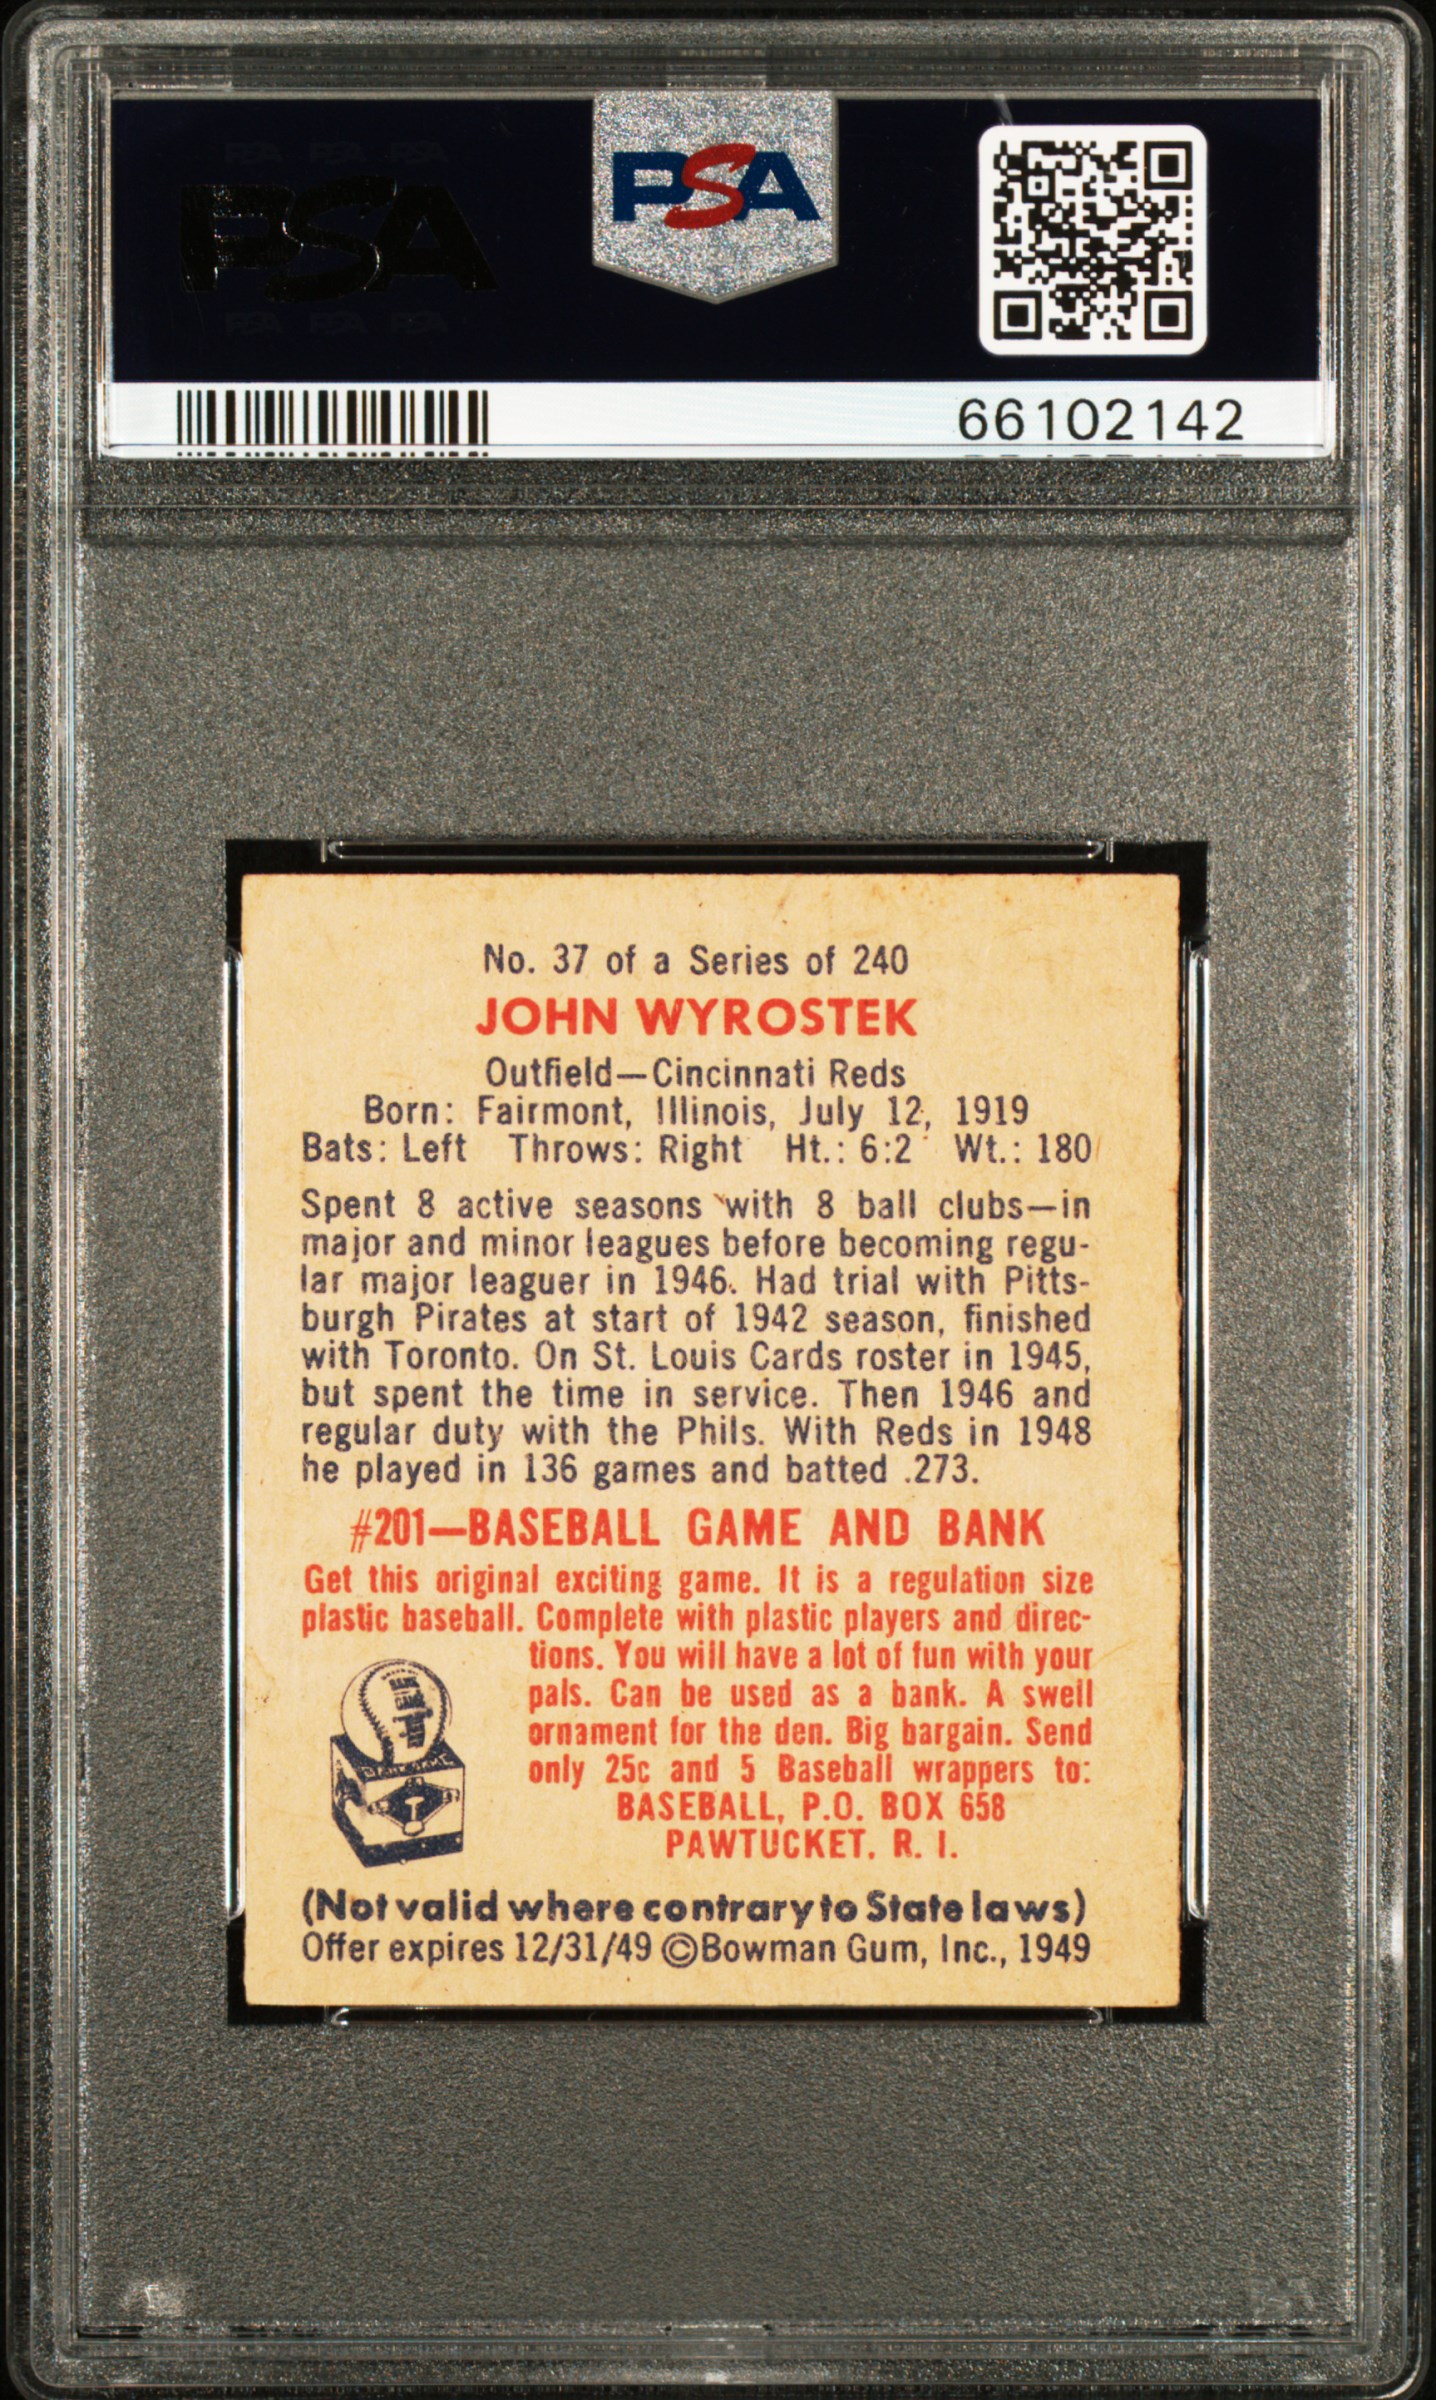 PSA PSA PSA
PSA
PSA PSA PSA
PSA
66102142
No. 37 of a Series of 240
JOHN WYROSTEK
Outfield—Cincinnati Reds
Born: Fairmont, Illinois, July 12, 1919
Bats: Left Throws: Right Ht.: 6:2 Wt.: 180
Spent 8 active seasons with 8 ball clubs—in
major and minor leagues before becoming regu-
lar major leaguer in 1946. Had trial with Pitts-
burgh Pirates at start of 1942 season, finished
with Toronto. On St. Louis Cards roster in 1945,
but spent the time in service. Then 1946 and
regular duty with the Phils. With Reds in 1948
he played in 136 games and batted .273.
#201—BASEBALL GAME AND BANK
Get this original exciting game. It is a regulation size
plastic baseball. Complete with plastic players and direc-
tions. You will have a lot of fun with your
pals. Can be used as a bank. A swell
ornament for the den. Big bargain. Send
only 25c and 5 Baseball wrappers to:
BASEBALL, P.O. BOX 658
PAWTUCKET, R. I.
(Not valid where contrary to State laws)
Offer expires 12/31/49 ©Bowman Gum, Inc., 1949